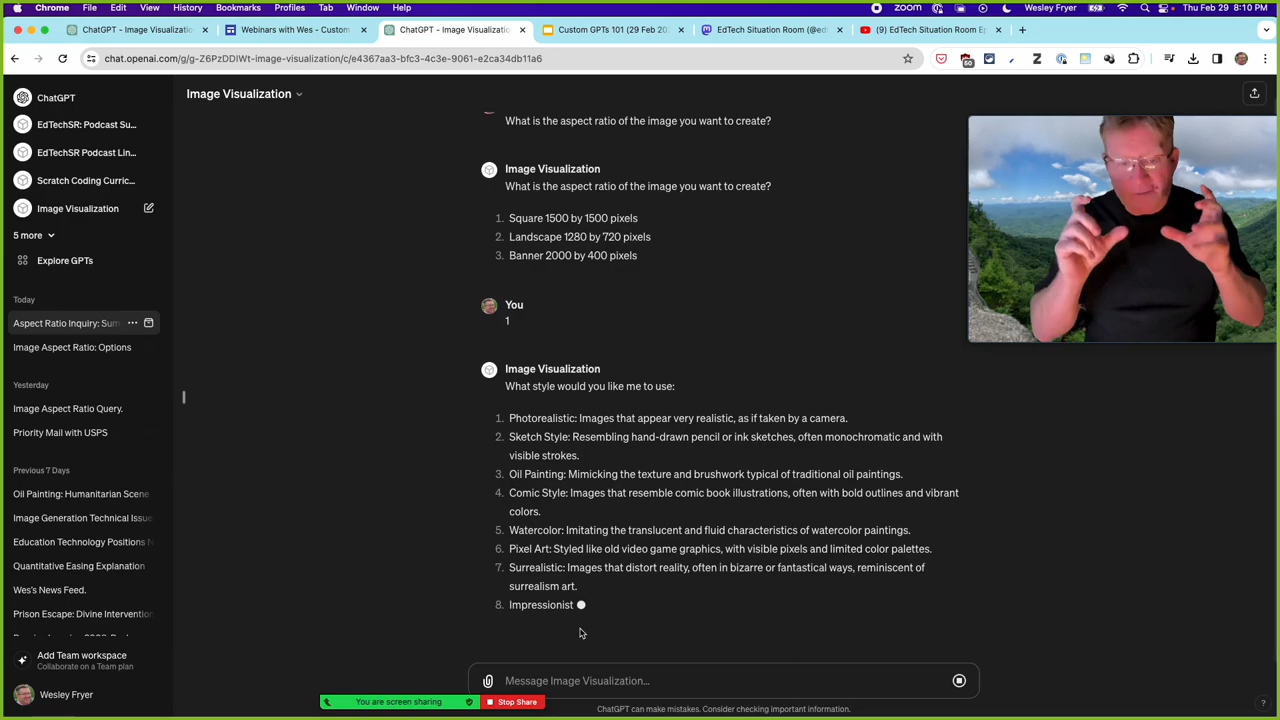 Chrome File Edit View History Bookmarks Profiles Tab Window Help zoom Wesley Fryer Thu Feb 29 8:10 PM
ChatGPT - Image Visualization Webinars with Wes - Custom ChatGPT - Image Visualization Custom GPTs 101 (29 Feb 202 EdTech Situation Room (@ed (9) EdTech Situation Room Ep
chat.openai.com/g/g-Z6PzDDIWt-image-visualization/c/e4367aa3-bfc3-4c3e-9061-e2ca34db11a6
ChatGPT
EdTechSR: Podcast Su...
EdTechSR Podcast Lin...
Scratch Coding Curric...
Image Visualization
5 more
Explore GPTs
Today
Aspect Ratio Inquiry: Sum
Image Aspect Ratio: Options
Yesterday
Image Aspect Ratio Query.
Priority Mail with USPS
Previous 7 Days
Oil Painting: Humanitarian Scene
Image Generation Technical Issue
Education Technology Positions N
Quantitative Easing Explanation
Wes's News Feed.
Prison Escape: Divine Intervention
Add Team workspace
Collaborate on a Team plan
Wesley Fryer
Image Visualization
What is the aspect ratio of the image you want to create?
Image Visualization
What is the aspect ratio of the image you want to create?
1. Square 1500 by 1500 pixels
2. Landscape 1280 by 720 pixels
3. Banner 2000 by 400 pixels
You
1
Image Visualization
What style would you like me to use:
1. Photorealistic: Images that appear very realistic, as if taken by a camera.
2. Sketch Style: Resembling hand-drawn pencil or ink sketches, often monochromatic and with
visible strokes.
3. Oil Painting: Mimicking the texture and brushwork typical of traditional oil paintings.
4. Comic Style: Images that resemble comic book illustrations, often with bold outlines and vibrant
colors.
5. Watercolor: Imitating the translucent and fluid characteristics of watercolor paintings.
6. Pixel Art: Styled like old video game graphics, with visible pixels and limited color palettes.
7. Surrealistic: Images that distort reality, often in bizarre or fantastical ways, reminiscent of
surrealism art.
8. Impressionist
Message Image Visualization...
You are screen sharing Stop Share
ChatGPT can make mistakes. Consider checking important information.
?